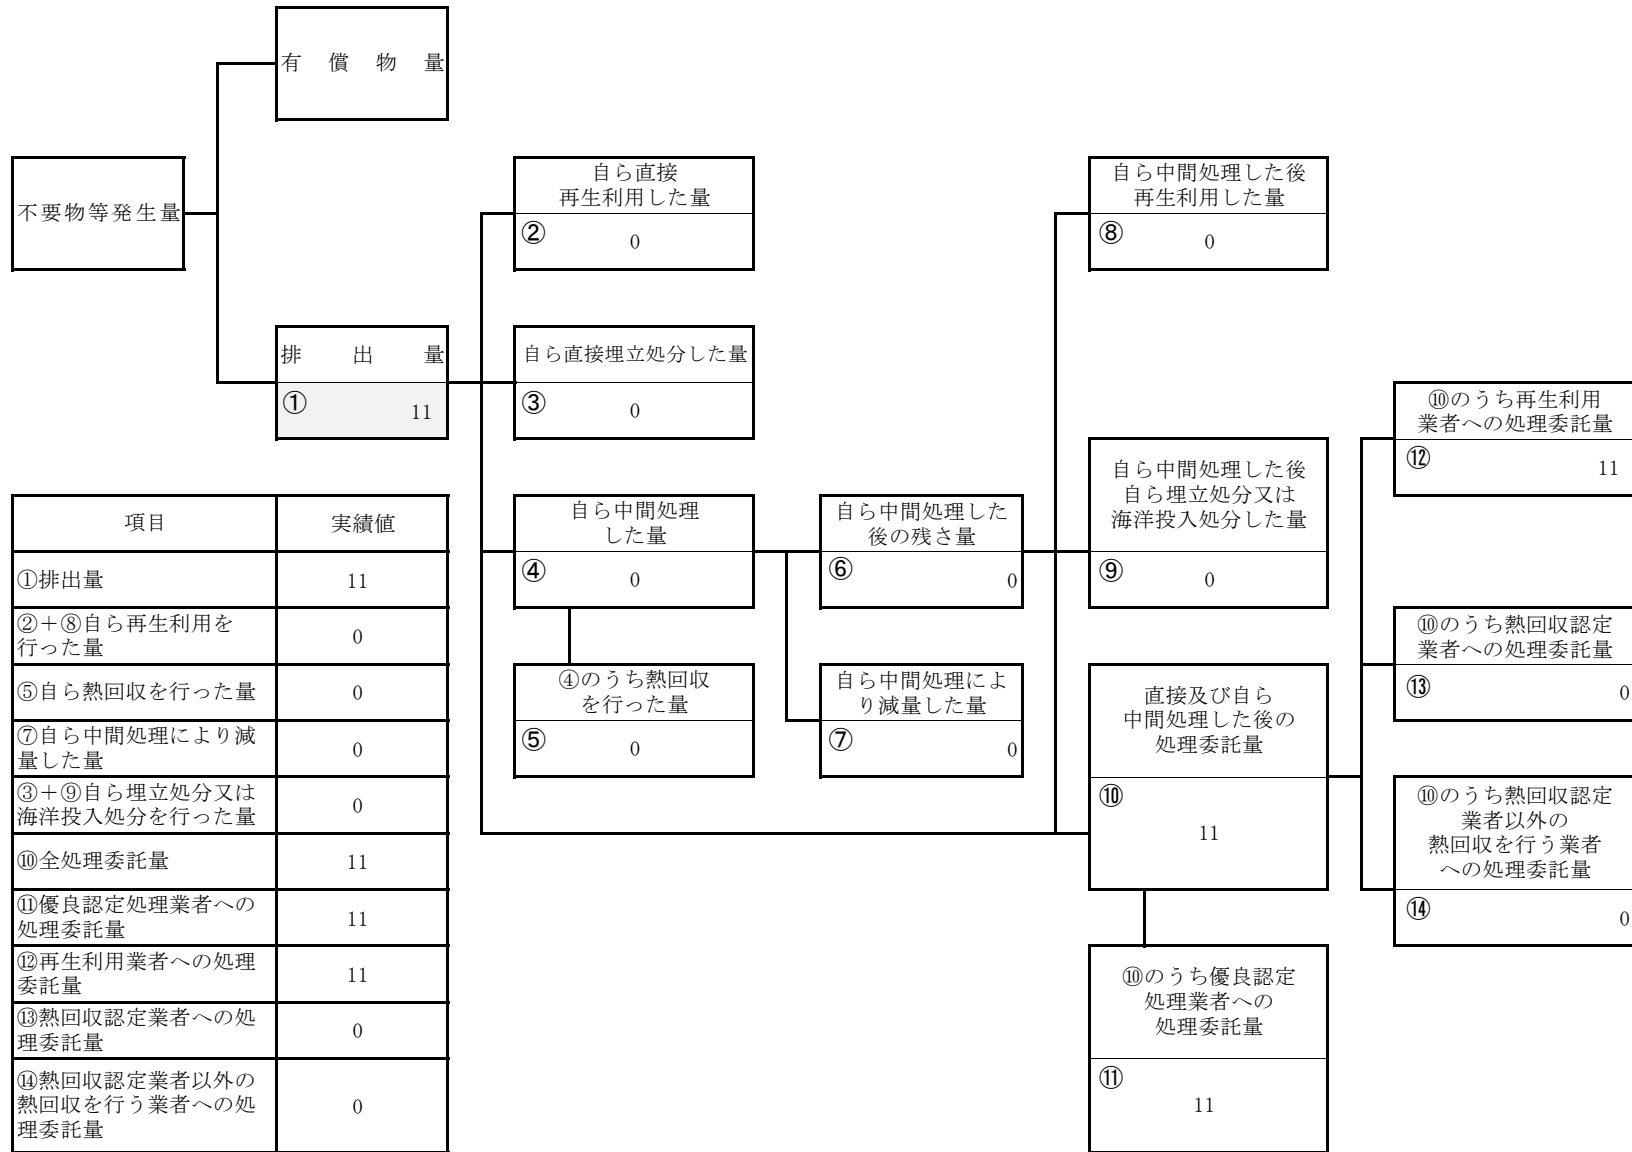 有償物量
不要物等発生量
自ら直接
再生利用した量
② 0
自ら中間処理した後
再生利用した量
⑧ 0
排出量
① 11
自ら直接埋立処分した量
③ 0
⑩のうち再生利用
業者への処理委託量
⑫ 11
自ら中間処理した後
自ら埋立処分又は
海洋投入処分した量
⑨ 0
自ら中間処理
した量
④ 0
自ら中間処理した
後の残さ量
⑥ 0
⑩のうち熱回収認定
業者への処理委託量
⑬ 0
④のうち熱回収
を行った量
⑤ 0
自ら中間処理によ
り減量した量
⑦ 0
直接及び自ら
中間処理した後の
処理委託量
⑩
11
⑩のうち熱回収認定
業者以外の
熱回収を行う業者
への処理委託量
⑭ 0
⑩のうち優良認定
処理業者への
処理委託量
⑪
11
項目 実績値
①排出量 11
②+⑧自ら再生利用を
行った量 0
⑤自ら熱回収を行った量 0
⑦自ら中間処理により減
量した量 0
③+⑨自ら埋立処分又は
海洋投入処分を行った量 0
⑩全処理委託量 11
⑪優良認定処理業者への
処理委託量 11
⑫再生利用業者への処理
委託量 11
⑬熱回収認定業者への処
理委託量 0
⑭熱回収認定業者以外の
熱回収を行う業者への処
理委託量 0